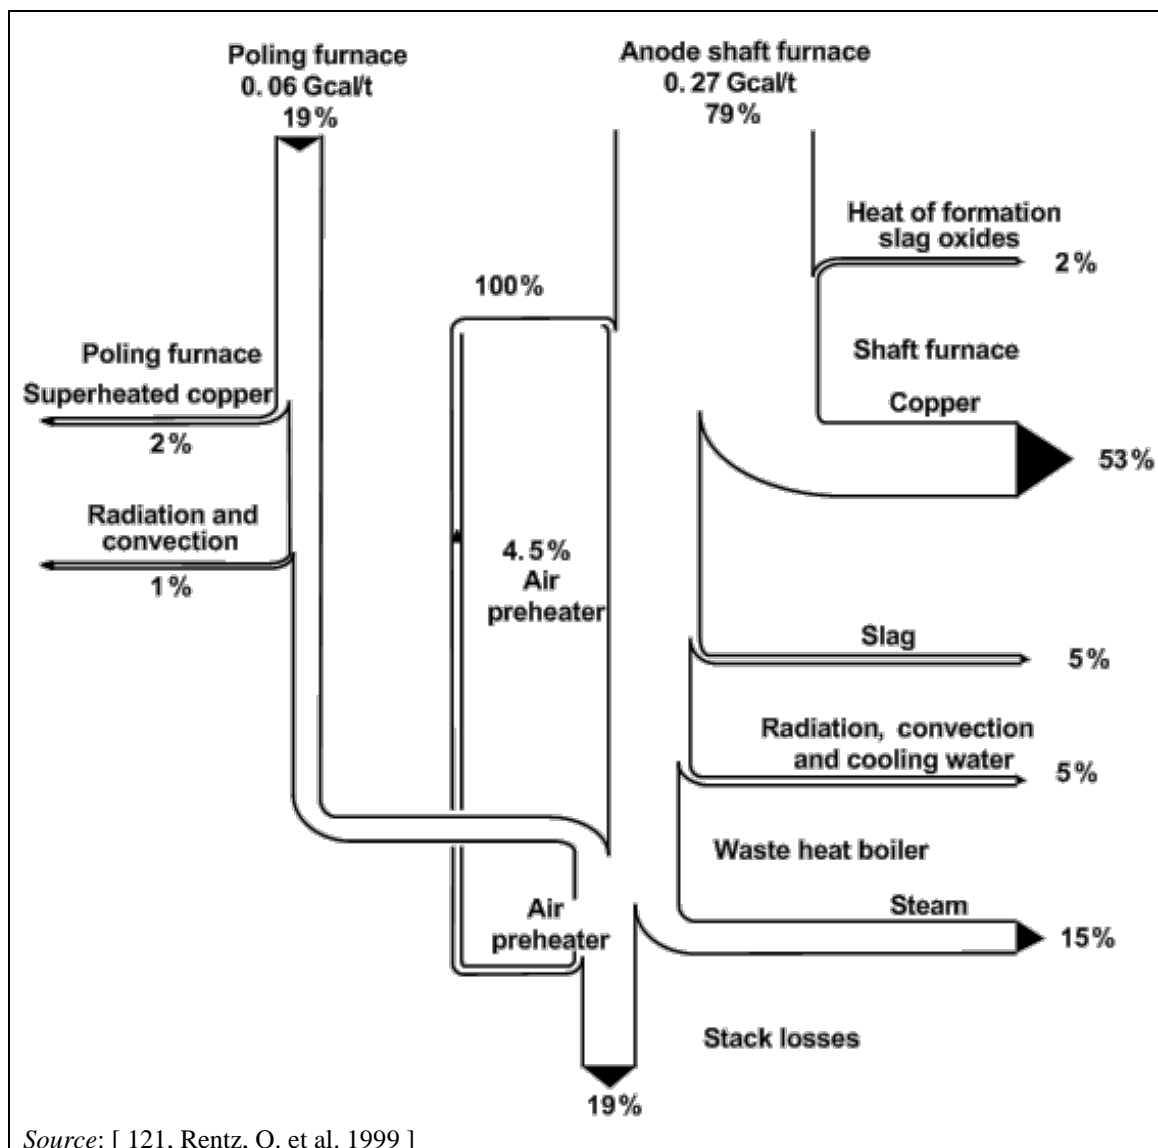 Poling furnace
0.06 Gcal/t
19%
Anode shaft furnace
0.27 Gcal/t
79%
Heat of formation
slag oxides
2%
100%
Shaft furnace
Poling furnace
Superheated copper
2%
Copper
53%
Radiation and
convection
1%
4.5%
Air
preheater
Slag
5%
Radiation, convection
and cooling water
5%
Waste heat boiler
Steam
15%
Air
preheater
Stack losses
19%
Source: [ 121, Rentz, O. et al. 1999 ]